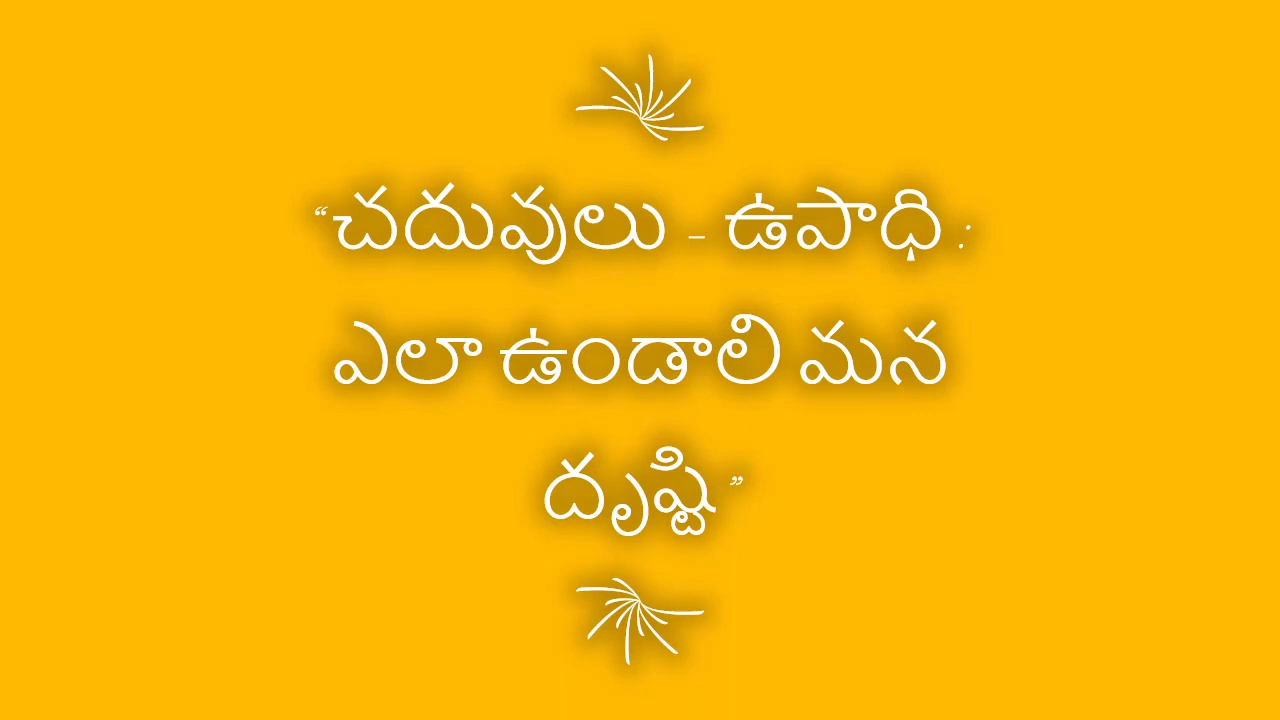 “చదువులు - ఉపాధి :
ఎలా ఉండాలి మన
దృష్టి ”